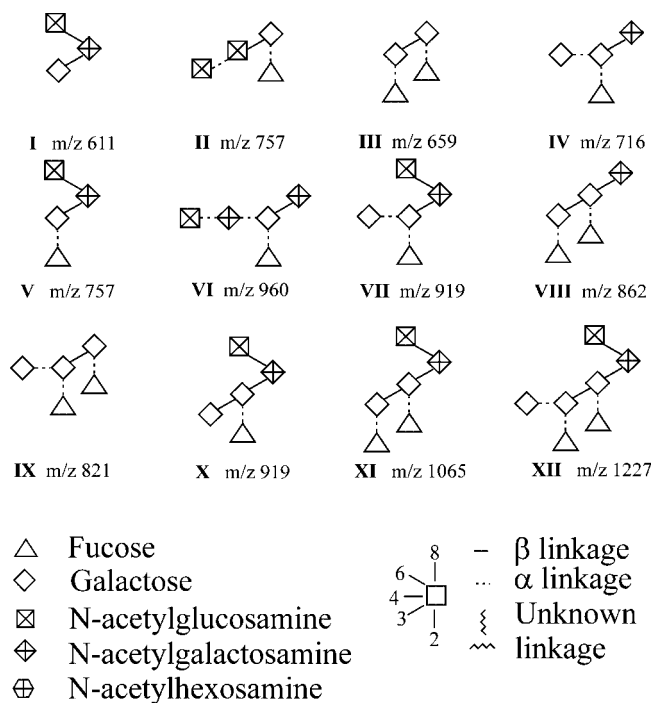 I m/z 611 II m/z 757 III m/z 659 IV m/z 716
V m/z 757 VI m/z 960 VII m/z 919 VIII m/z 862
IX m/z 821 X m/z 919 XI m/z 1065 XII m/z 1227
Fucose
Galactose
N-acetylglucosamine
N-acetylgalactosamine
N-acetylhexosamine
8
6
4
3
2
β linkage
α linkage
Unknown
linkage